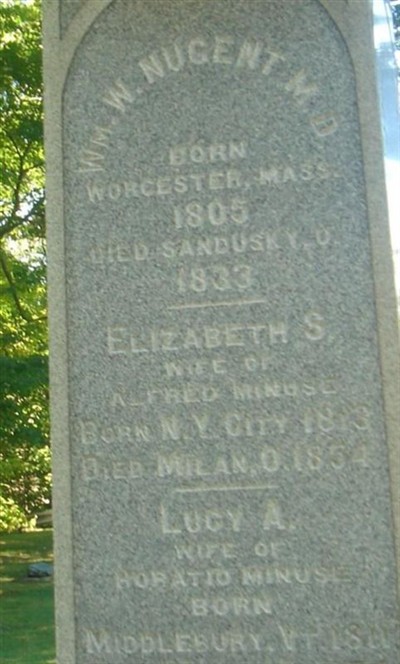 WM. W. NUGENT M. D.
BORN
WORCESTER, MASS.
1805
DIED SANDUSKY, O.
1833
ELIZABETH S.
WIFE OF
ALFRED MINUSE
BORN N. Y. CITY 1813
DIED MILAN, O. 1834
LUCY A.
WIFE OF
HORATIO MINUSE
BORN
MIDDLEBURY, VT.